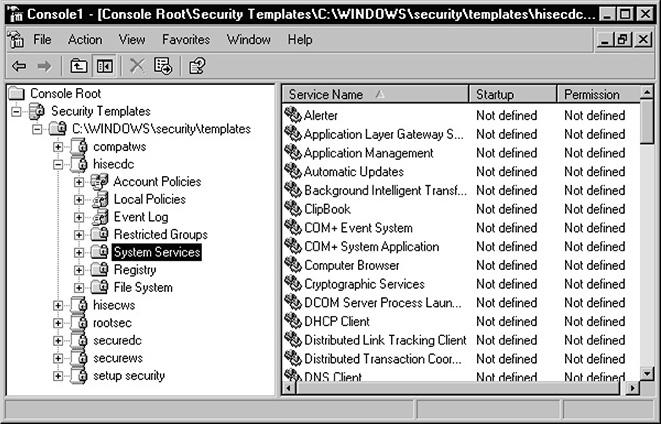 Console1 - [Console Root\Security Templates\C:\WINDOWS\security\templates\hisecdc...
File Action View Favorites Window Help
Console Root
Security Templates
C:\WINDOWS\security\templates
compatws
hisecdc
Account Policies
Local Policies
Event Log
Restricted Groups
System Services
Registry
File System
hisecws
rootsec
securedc
securews
setup security
Service Name Startup Permission
Alerter Not defined Not defined
Application Layer Gateway S... Not defined Not defined
Application Management Not defined Not defined
Automatic Updates Not defined Not defined
Background Intelligent Transf... Not defined Not defined
ClipBook Not defined Not defined
COM+ Event System Not defined Not defined
COM+ System Application Not defined Not defined
Computer Browser Not defined Not defined
Cryptographic Services Not defined Not defined
DCOM Server Process Laun... Not defined Not defined
DHCP Client Not defined Not defined
Distributed Link Tracking Client Not defined Not defined
Distributed Transaction Coor... Not defined Not defined
DNS Client Not defined Not defined